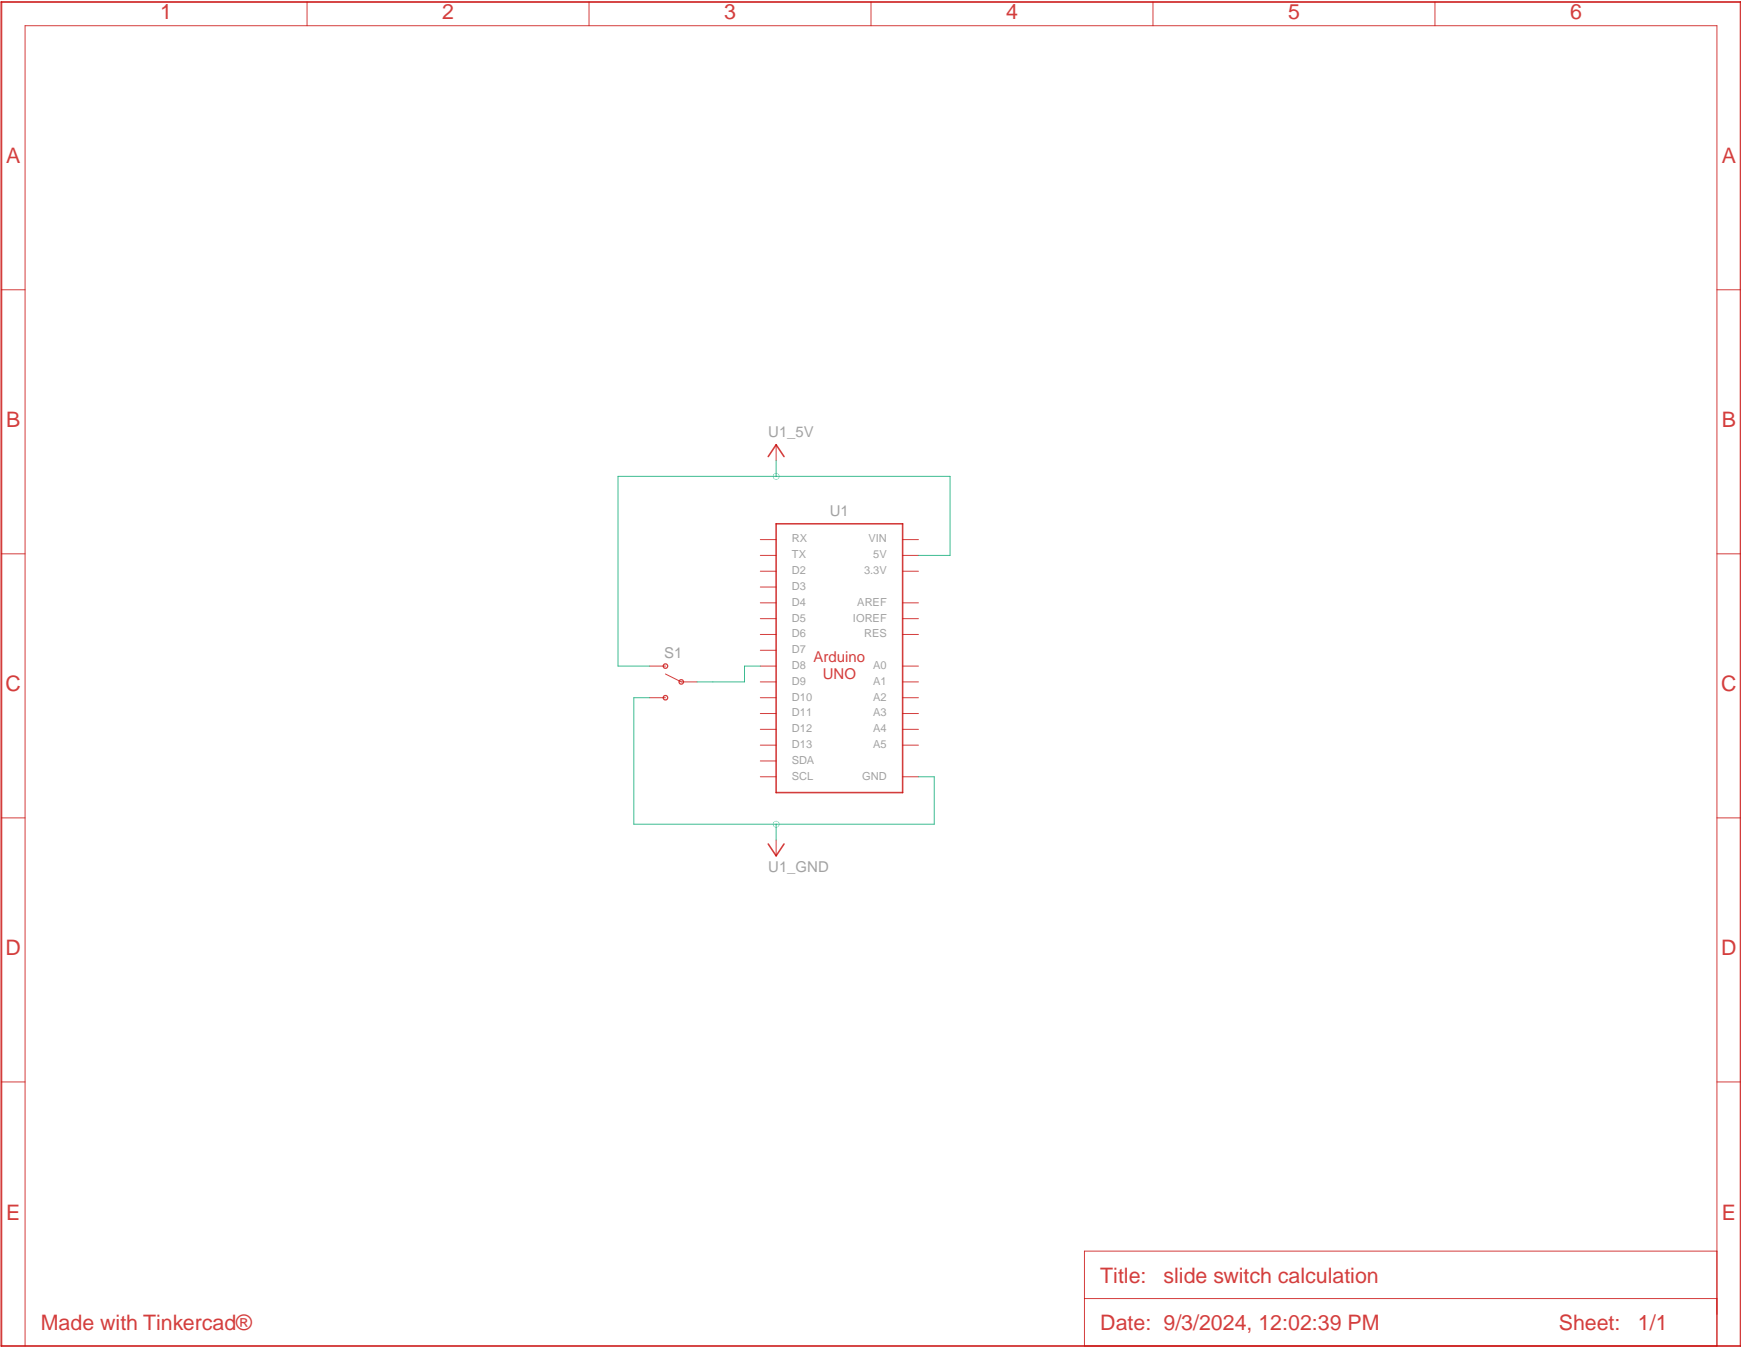 1 2 3 4 5 6
A A
B B
U1_5V
U1
RX VIN
TX 5V
D2 3.3V
D3
D4 AREF
D5 IOREF
D6 RES
S1 D7
Arduino
D8 A0
UNO
C D9 A1 C
D10 A2
D11 A3
D12 A4
D13 A5
SDA
SCL GND
U1_GND
D D
E E
Title: slide switch calculation
Made with Tinkercad® Date: 9/3/2024, 12:02:39 PM Sheet: 1/1